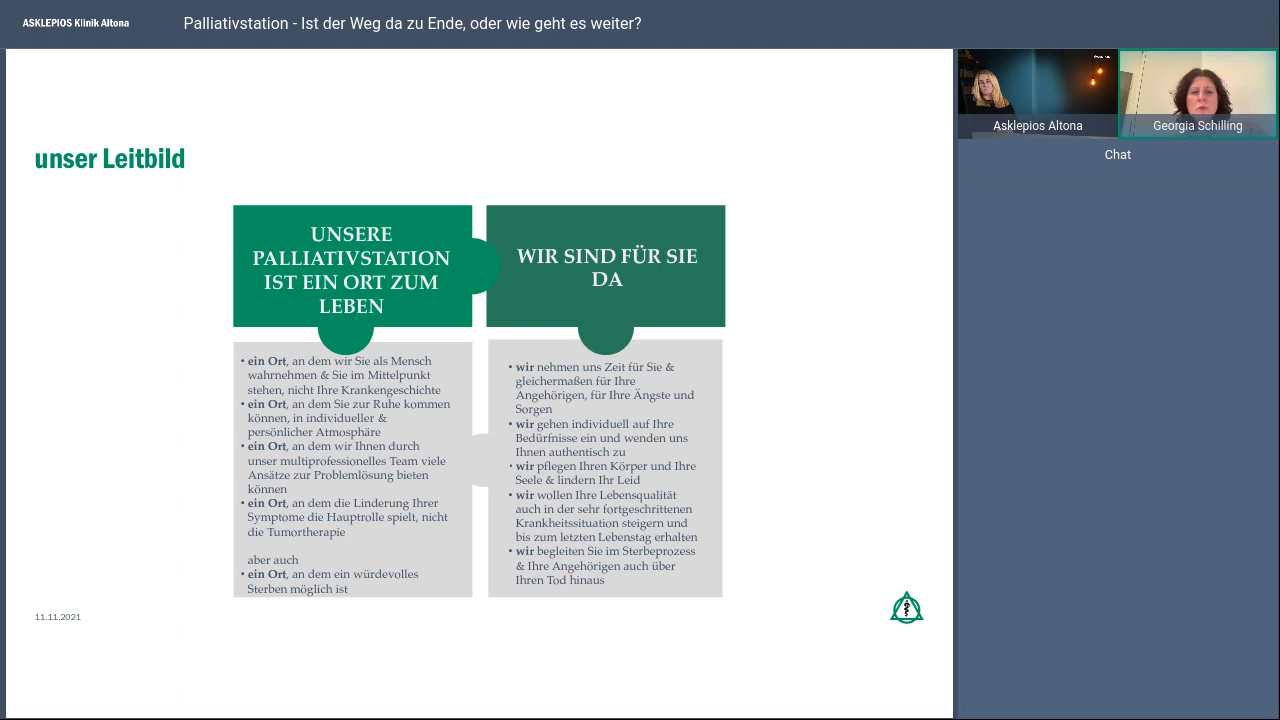 ASKLEPIOS Klinik Altona
Palliativstation - Ist der Weg da zu Ende, oder wie geht es weiter?
Asklepios Altona
Georgia Schilling
Chat
unser Leitbild
UNSERE
PALLIATIVSTATION
IST EIN ORT ZUM
LEBEN
• ein Ort, an dem wir Sie als Mensch
wahrnehmen & Sie im Mittelpunkt
stehen, nicht Ihre Krankengeschichte
• ein Ort, an dem Sie zur Ruhe kommen
können, in individueller &
persönlicher Atmosphäre
• ein Ort, an dem wir Ihnen durch
unser multiprofessionelles Team viele
Ansätze zur Problemlösung bieten
können
• ein Ort, an dem die Linderung Ihrer
Symptome die Hauptrolle spielt, nicht
die Tumortherapie
aber auch
• ein Ort, an dem ein würdevolles
Sterben möglich ist
WIR SIND FÜR SIE
DA
• wir nehmen uns Zeit für Sie &
gleichermaßen für Ihre
Angehörigen, für Ihre Ängste und
Sorgen
• wir gehen individuell auf Ihre
Bedürfnisse ein und wenden uns
Ihnen authentisch zu
• wir pflegen Ihren Körper und Ihre
Seele & lindern Ihr Leid
• wir wollen Ihre Lebensqualität
auch in der sehr fortgeschrittenen
Krankheitssituation steigern und
bis zum letzten Lebenstag erhalten
• wir begleiten Sie im Sterbeprozess
& Ihre Angehörigen auch über
Ihren Tod hinaus
11.11.2021